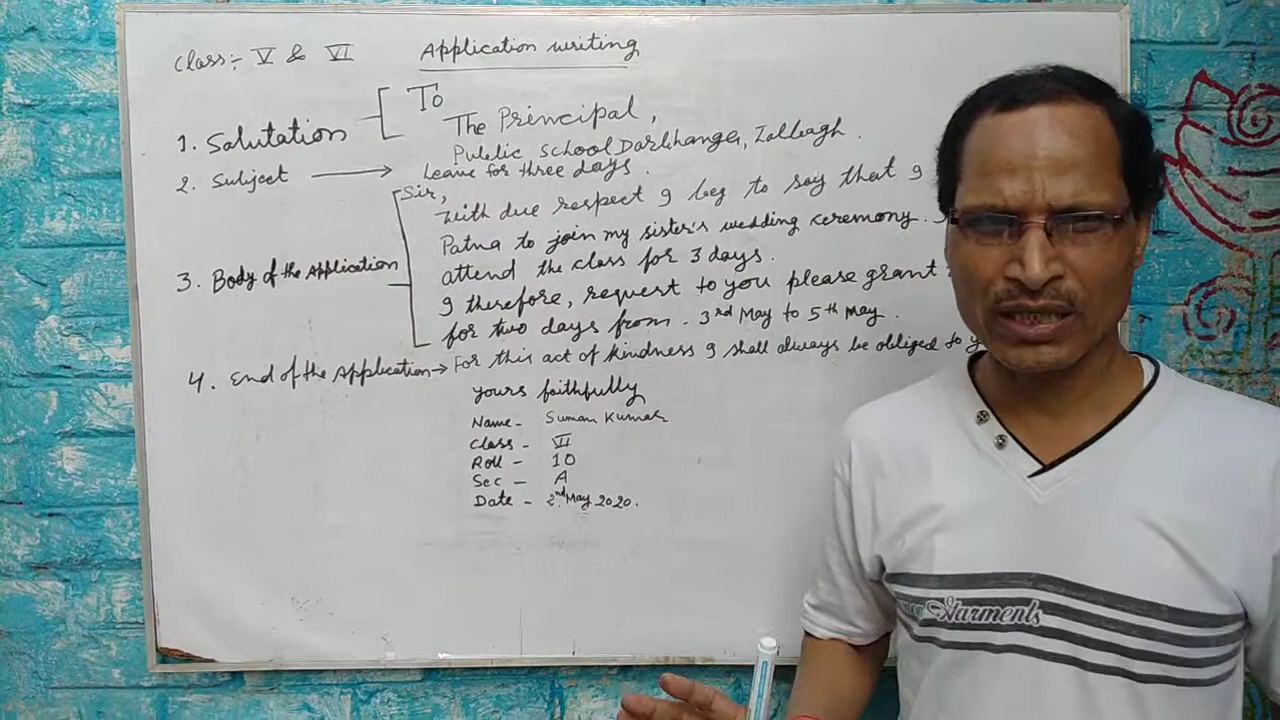 Class:- V & VI Application writing
1. Salutation To
The Principal,
Public School Darbhanga, Lalbagh.
2. Subject → Leave for three days.
Sir,
with due respect I beg to say that I
Patna to join my sister's wedding ceremony.
3. Body of the Application attend the class for 3 days.
I therefore, request to you please grant
for two days from. 3rd May to 5th May.
4. End of the Application → For this act of kindness I shall always be obliged to
yours faithfully
Name - Suman Kumar
Class - VI
Roll - 10
Sec - A
Date - 2nd May 2020.
Garments